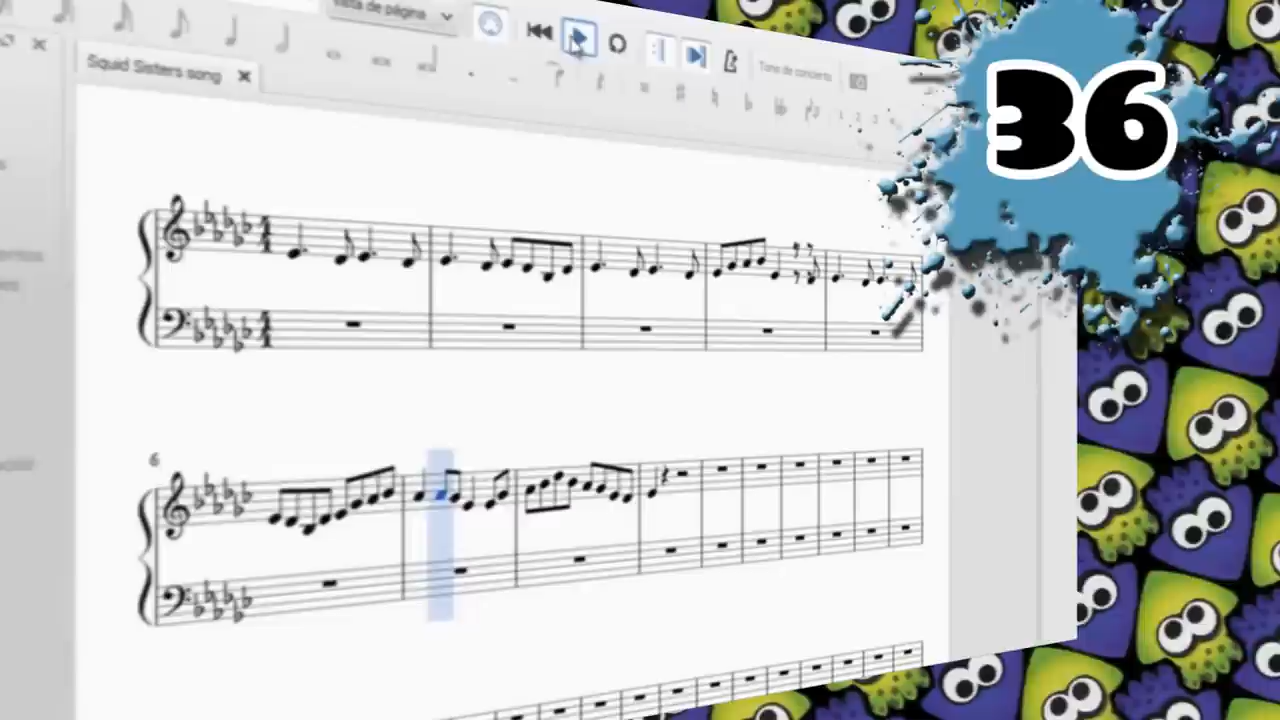 vista de página
36
Squid Sisters song
Tono de concierto
6